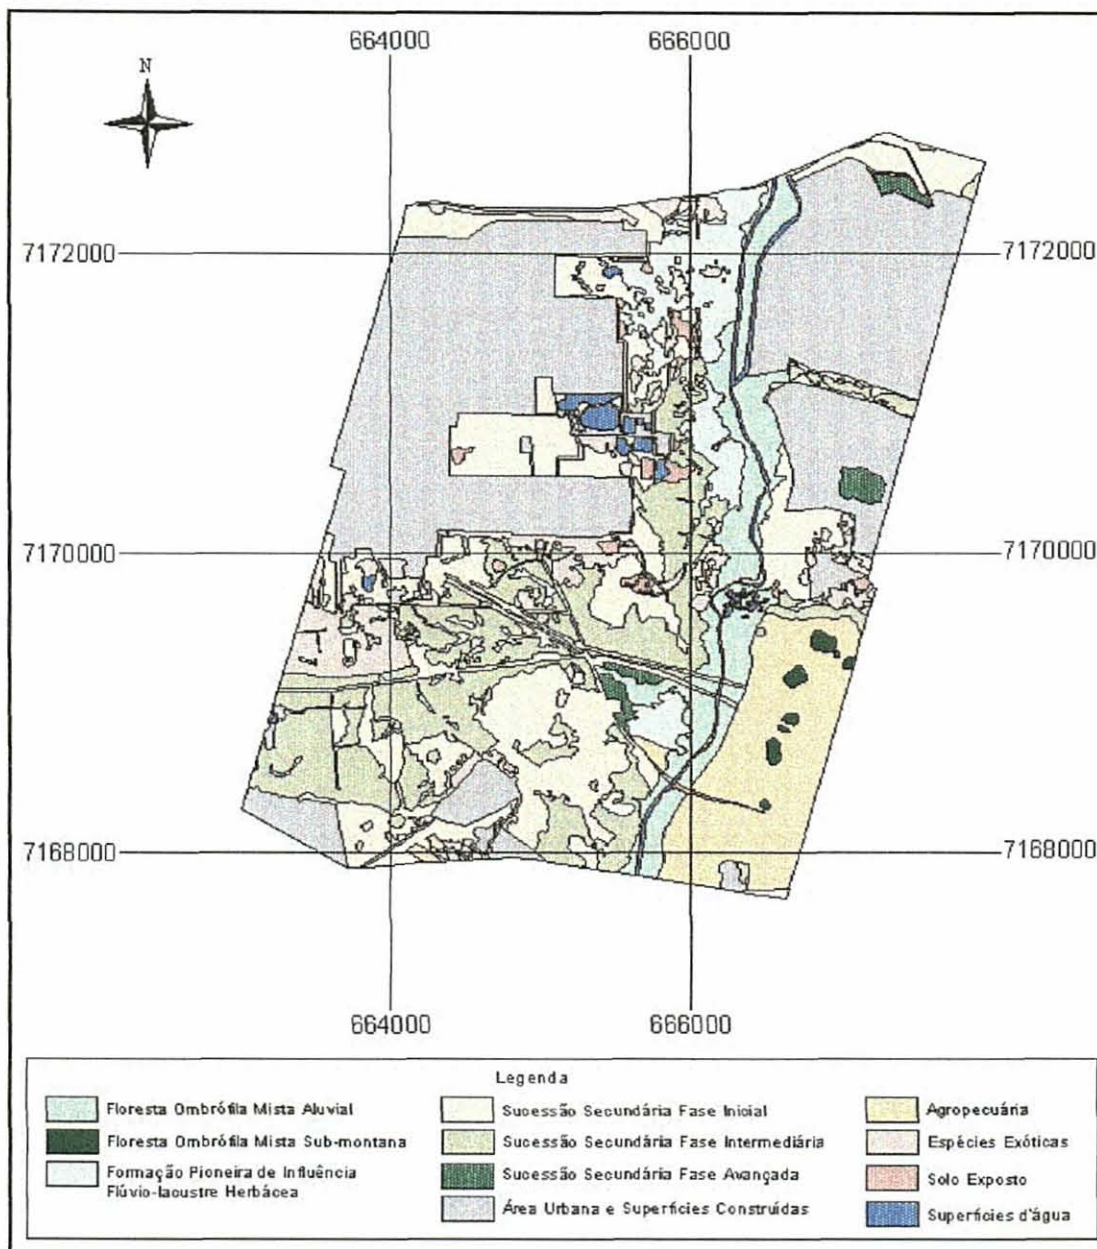 664000 666000
N
7172000 7172000
7170000 7170000
7168000 7168000
664000 666000
Legenda
Floresta Ombrófila Mista Aluvial
Floresta Ombrófila Mista Sub-montana
Formação Pioneira de Influência
Flúvio-lacustre Herbácea
Sucessão Secundária Fase Inicial
Sucessão Secundária Fase Intermediária
Sucessão Secundária Fase Avançada
Área Urbana e Superfícies Construídas
Agropecuária
Espécies Exóticas
Solo Exposto
Superfícies d'água